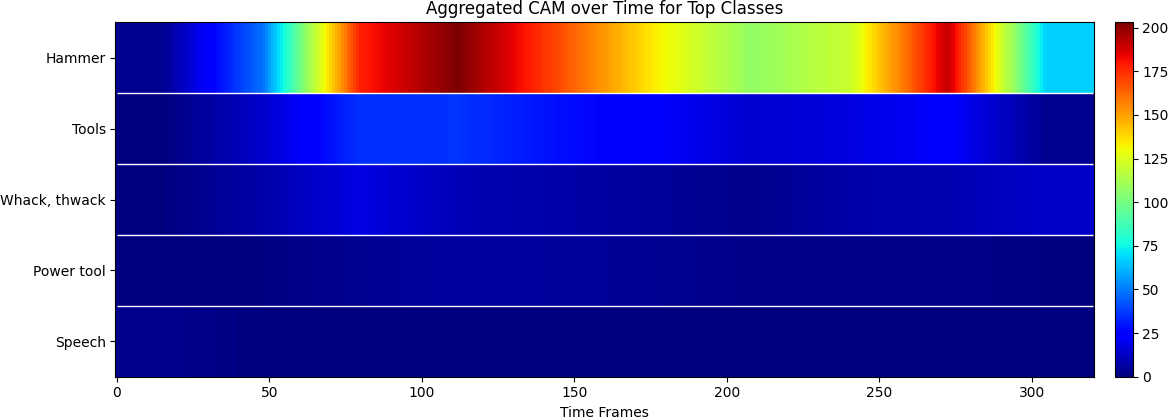 Aggregated CAM over Time for Top Classes
Hammer
Tools
Whack, thwack
Power tool
Speech
0 50 100 150 200 250 300
Time Frames
200
175
150
125
100
75
50
25
0